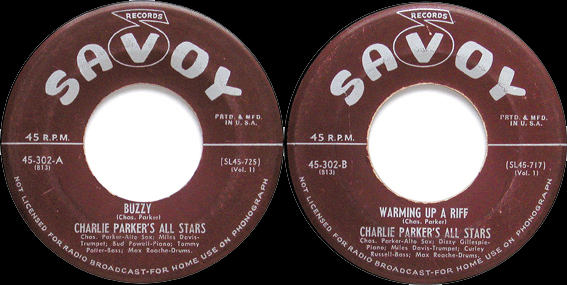 RECORDS
SAVOY
PRTD. & MFD.
IN U.S.A.
45 R.P.M.
45-302-A
(B13)
(SL45-725)
(Vol. 1)
BUZZY
(Chas. Parker)
CHARLIE PARKER'S ALL STARS
Chas. Parker-Alto Sax; Miles Davis-
Trumpet; Bud Powell-Piano; Tommy
Potter-Bass; Max Roache-Drums.
NOT LICENSED FOR RADIO BROADCAST-FOR HOME USE ON PHONOGRAPH
RECORDS
SAVOY
PRTD. & MFD.
IN U.S.A.
45 R.P.M.
45-302-B
(B13)
(SL45-717)
(Vol. 1)
WARMING UP A RIFF
(Chas. Parker)
CHARLIE PARKER'S ALL STARS
Chas. Parker-Alto Sax; Dizzy Gillespie-
Piano; Miles Davis-Trumpet; Curley
Russell-Bass; Max Roache-Drums.
NOT LICENSED FOR RADIO BROADCAST-FOR HOME USE ON PHONOGRAPH